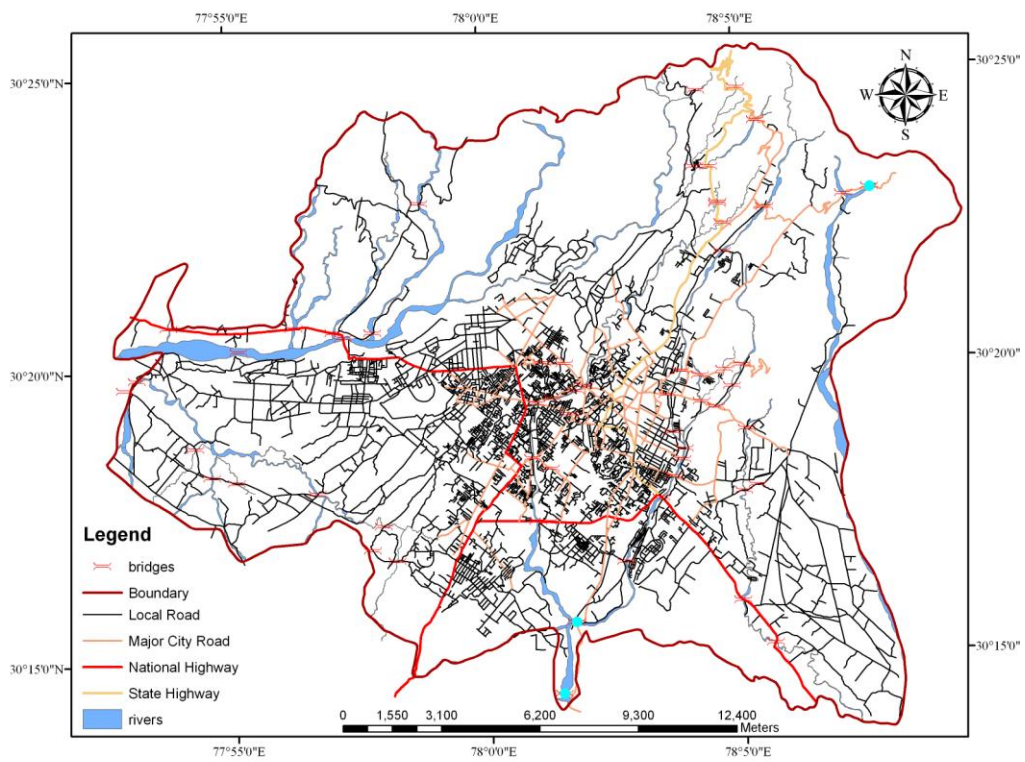 77°55'0"E 78°0'0"E 78°5'0"E
30°25'0"N 30°25'0"N
N
W E
S
30°20'0"N 30°20'0"N
Legend
bridges
Boundary
Local Road
Major City Road
National Highway
State Highway
rivers
30°15'0"N 30°15'0"N
0 1,550 3,100 6,200 9,300 12,400
Meters
77°55'0"E 78°0'0"E 78°5'0"E